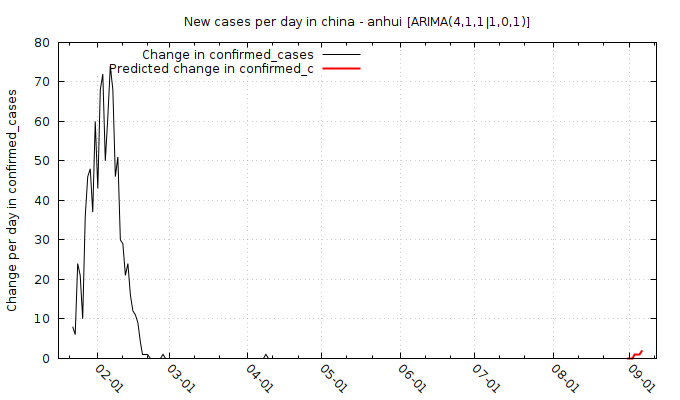 New cases per day in china - anhui [ARIMA(4,1,1|1,0,1)]
Change in confirmed_cases
Predicted change in confirmed_c
Change per day in confirmed_cases
80
70
60
50
40
30
20
10
0
02-01 03-01 04-01 05-01 06-01 07-01 08-01 09-01